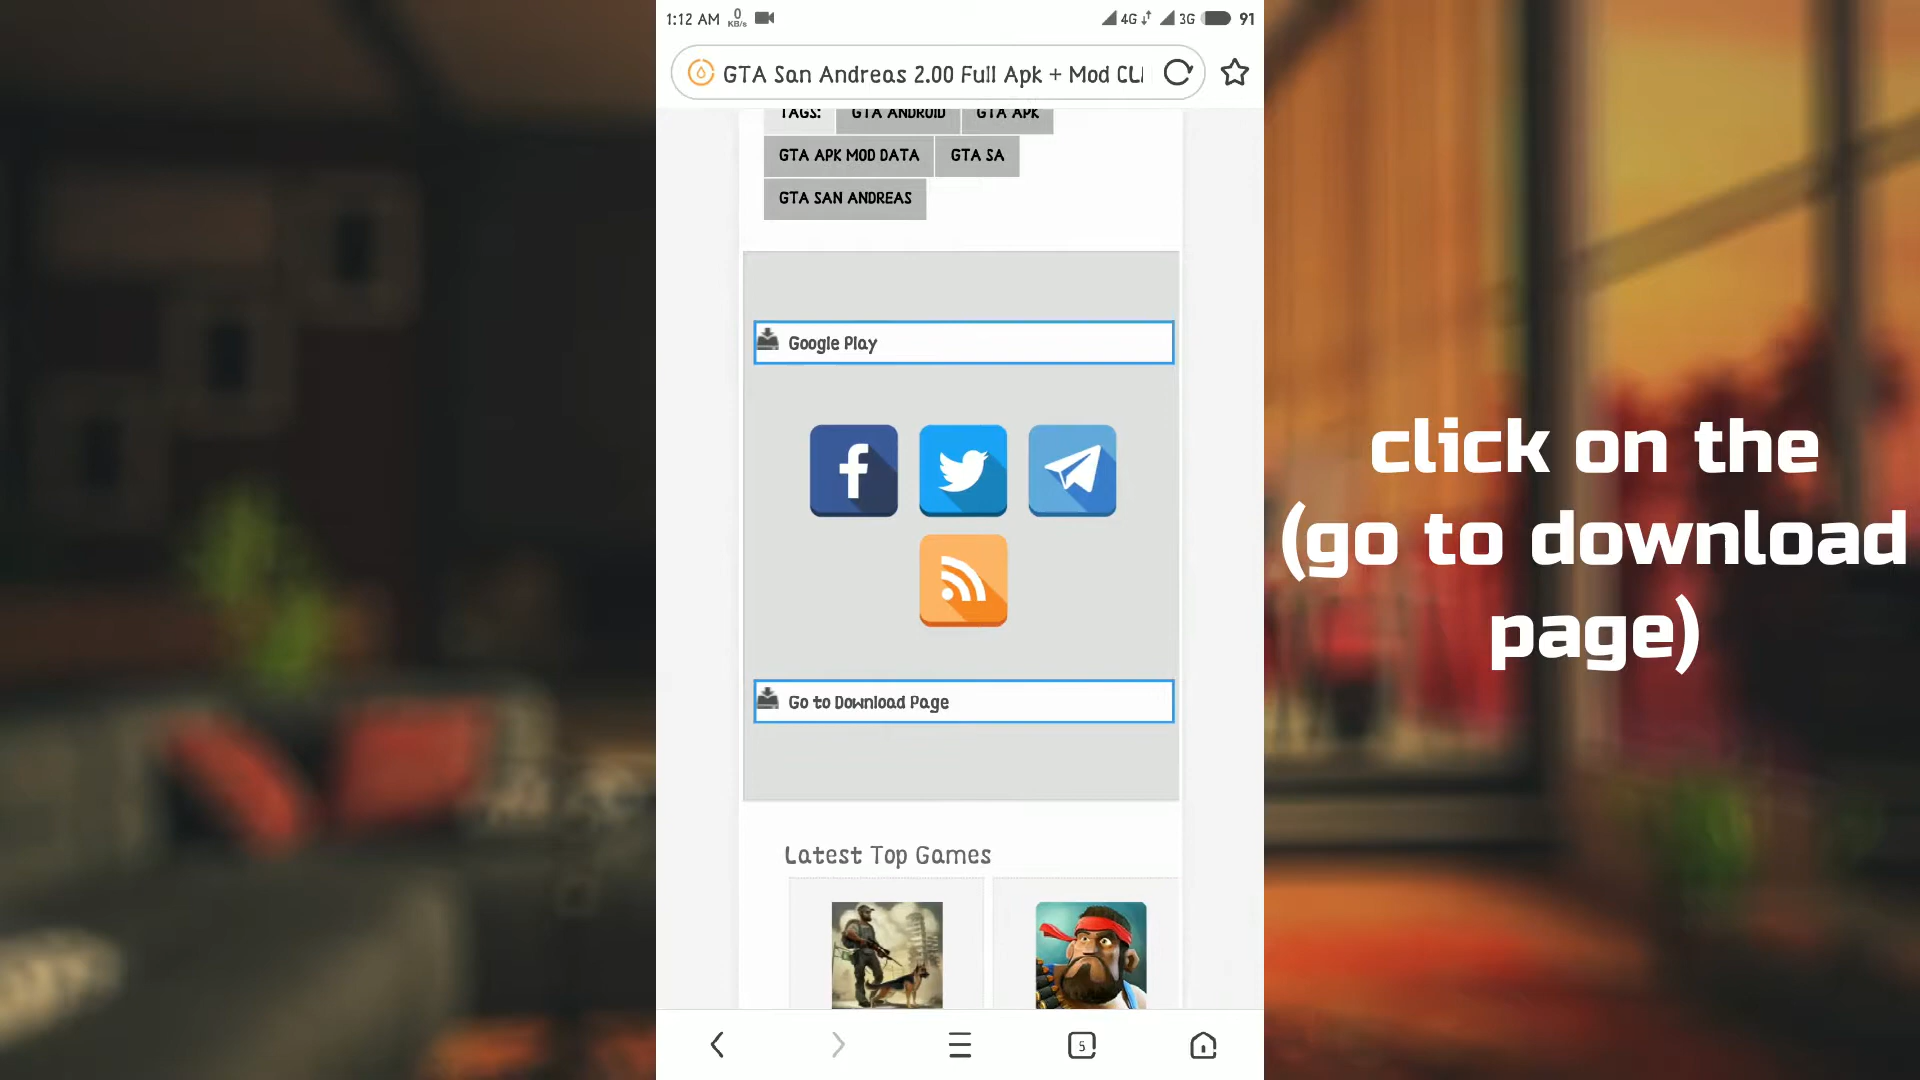 1:12 AM 0 KB/s 4G 3G 91
GTA San Andreas 2.00 Full Apk + Mod CL
TAGS: GTA ANDROID GTA APK
GTA APK MOD DATA GTA SA
GTA SAN ANDREAS
Google Play
Go to Download Page
Latest Top Games
5
click on the
(go to download
page)